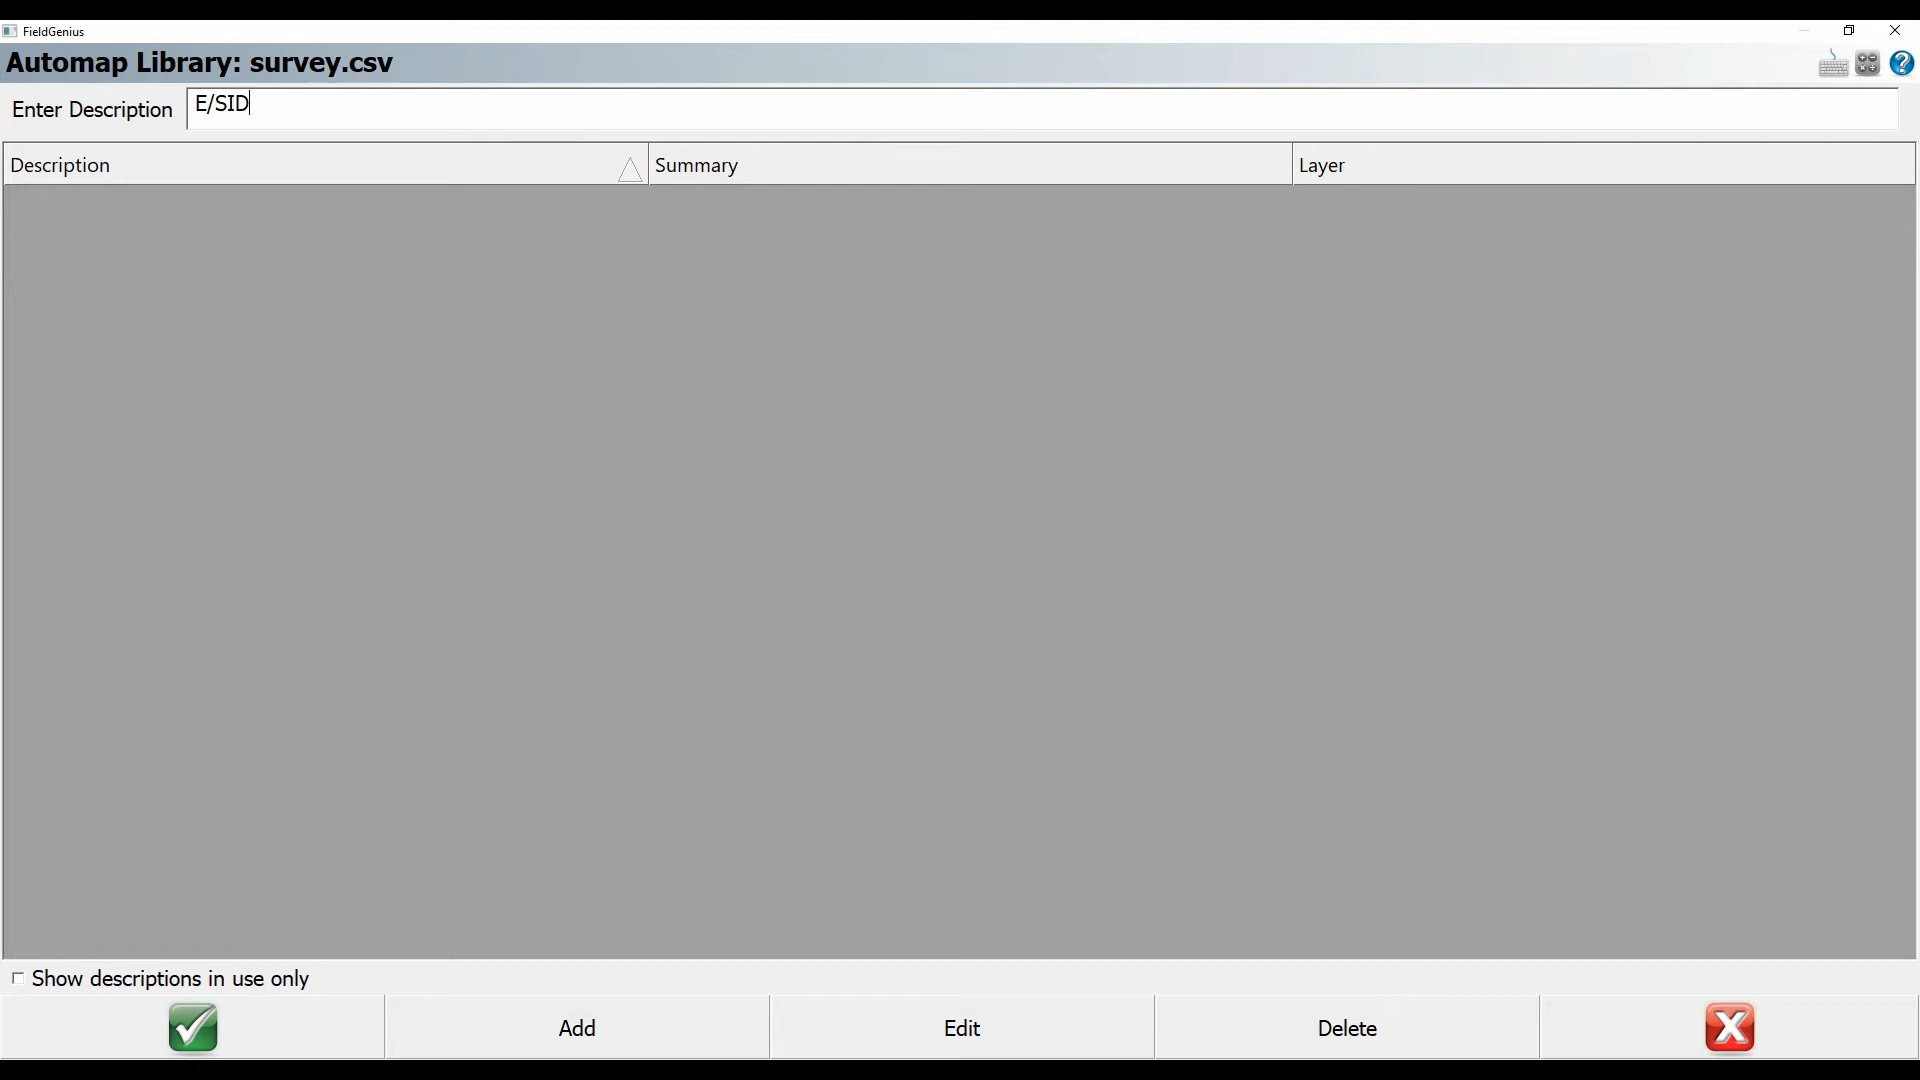 FieldGenius
Automap Library: survey.csv
Enter Description E/SID
Description Summary Layer
Show descriptions in use only
Add Edit Delete